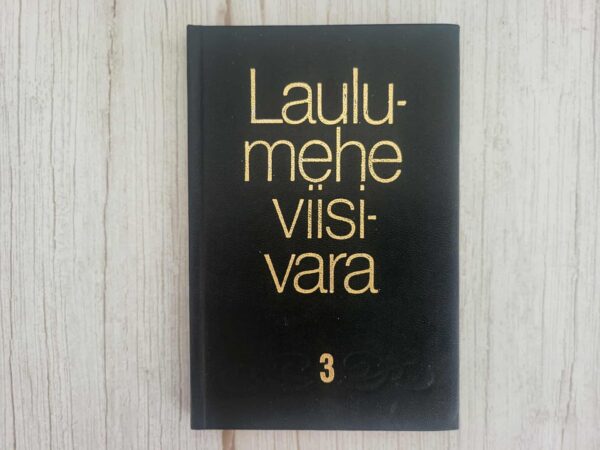 Laulu-
mehe
viisi-
vara
3